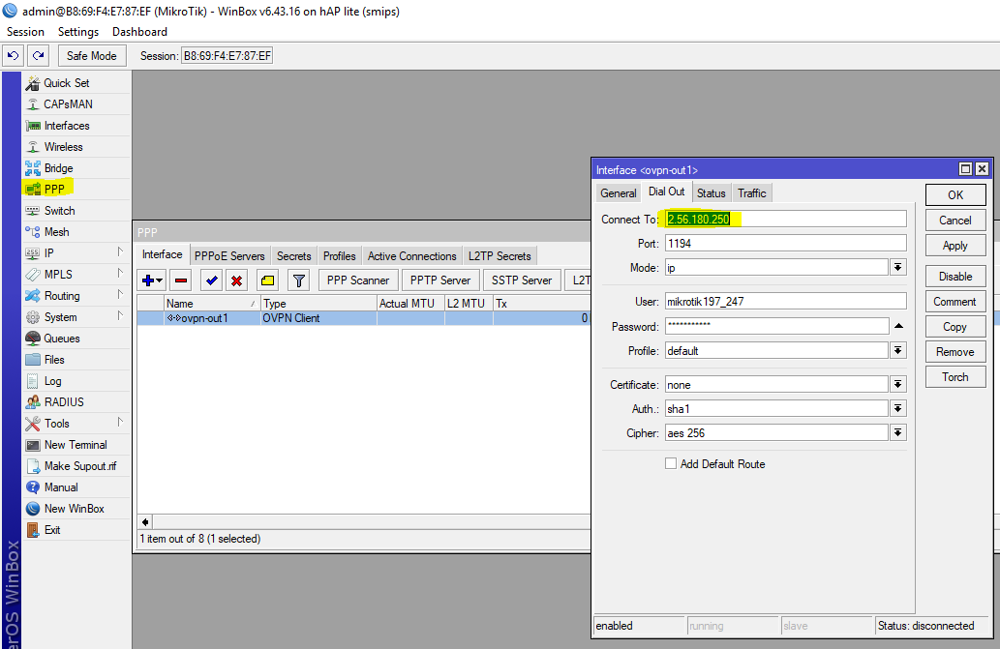 admin@B8:69:F4:E7:87:EF (MikroTik) - WinBox v6.43.16 on hAP lite (smips)
Session Settings Dashboard
Safe Mode Session: B8:69:F4:E7:87:EF
Quick Set
CAPsMAN
Interfaces
Wireless
Bridge
PPP
Switch
Mesh
IP
MPLS
Routing
System
Queues
Files
Log
RADIUS
Tools
New Terminal
Make Supout.rif
Manual
New WinBox
Exit
erOS WinBox
PPP
Interface PPPoE Servers Secrets Profiles Active Connections L2TP Secrets
PPP Scanner PPTP Server SSTP Server L2T
Name / Type Actual MTU L2 MTU Tx
ovpn-out1 OVPN Client 0
1 item out of 8 (1 selected)
Interface <ovpn-out1>
General Dial Out Status Traffic
Connect To: 2.56.180.250
Port: 1194
Mode: ip
User: mikrotik197_247
Password: ***********
Profile: default
Certificate: none
Auth.: sha1
Cipher: aes 256
Add Default Route
OK
Cancel
Apply
Disable
Comment
Copy
Remove
Torch
enabled running slave Status: disconnected